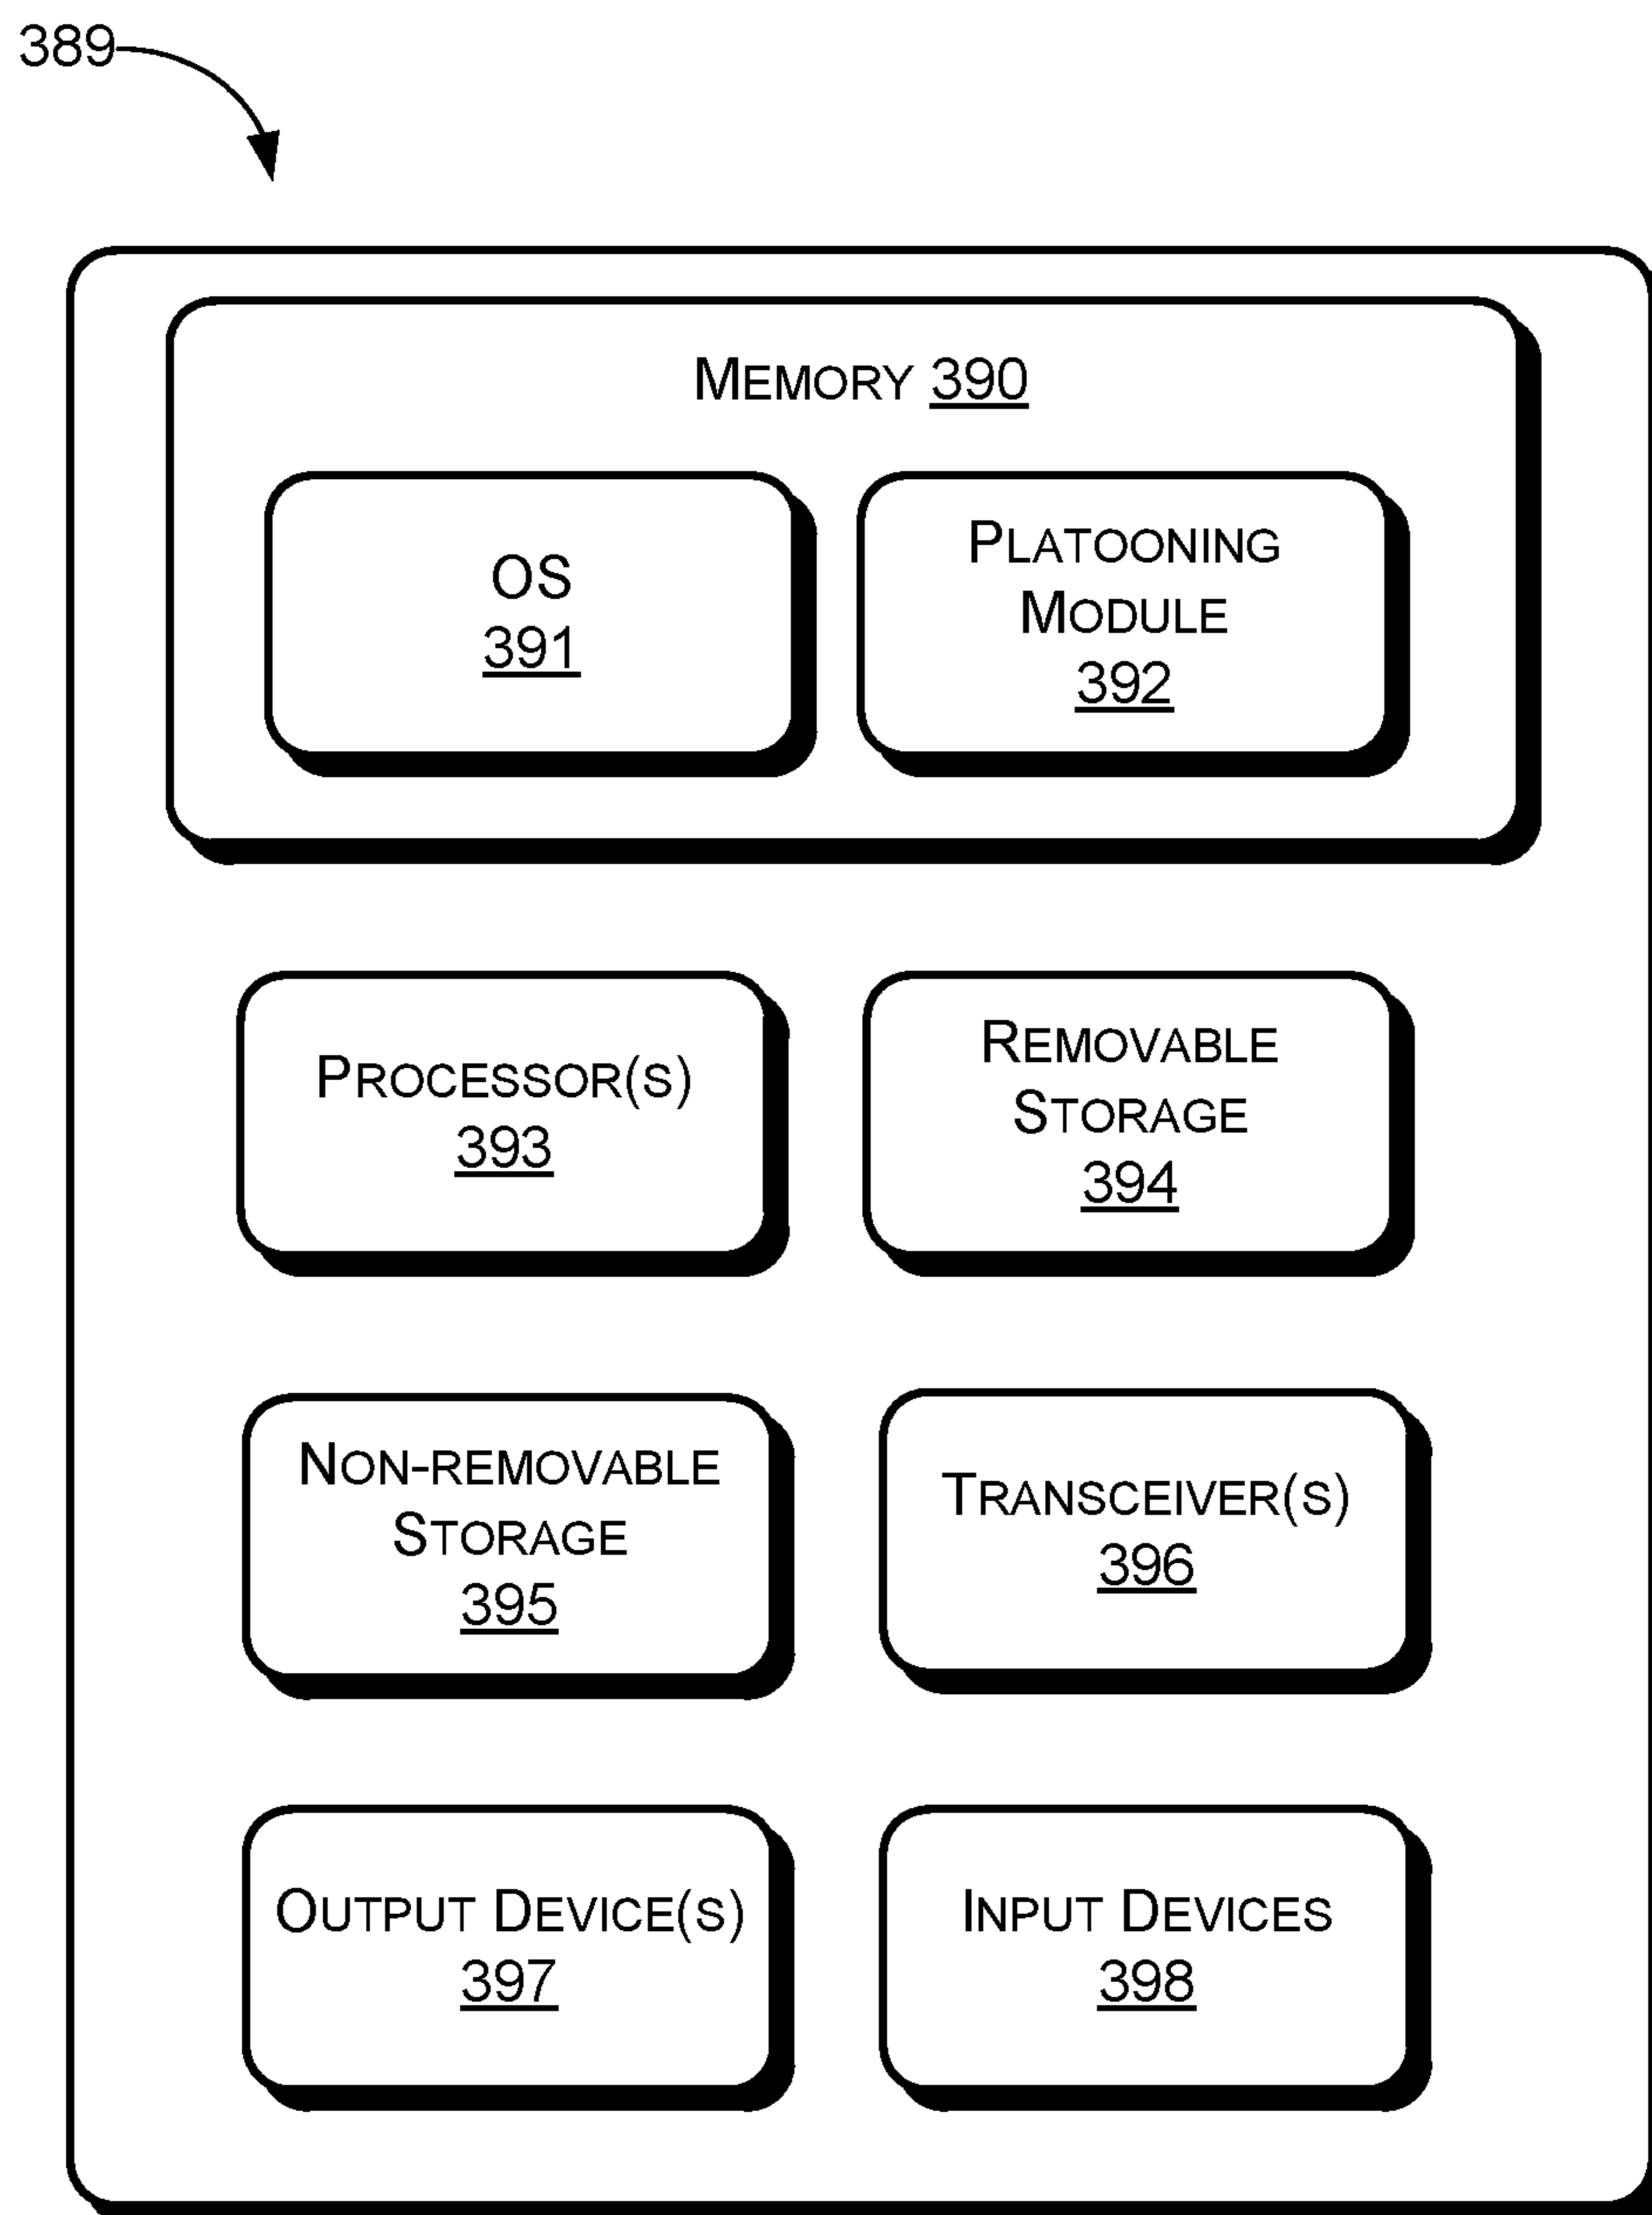 389
MEMORY 390
OS
391
PLATOONING
MODULE
392
PROCESSOR(S)
393
REMOVABLE
STORAGE
394
NON-REMOVABLE
STORAGE
395
TRANSCEIVER(S)
396
OUTPUT DEVICE(S)
397
INPUT DEVICES
398